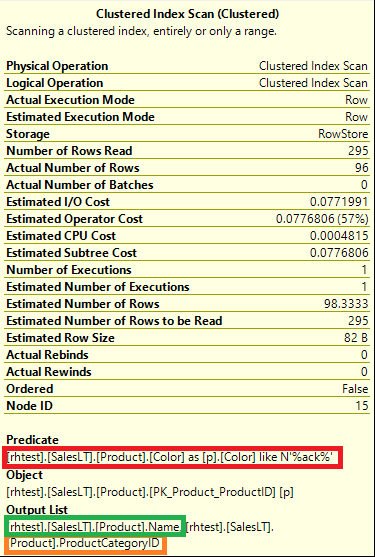 Clustered Index Scan (Clustered)
Scanning a clustered index, entirely or only a range.
Physical Operation Clustered Index Scan
Logical Operation Clustered Index Scan
Actual Execution Mode Row
Estimated Execution Mode Row
Storage RowStore
Number of Rows Read 295
Actual Number of Rows 96
Actual Number of Batches 0
Estimated I/O Cost 0.0771991
Estimated Operator Cost 0.0776806 (57%)
Estimated CPU Cost 0.0004815
Estimated Subtree Cost 0.0776806
Number of Executions 1
Estimated Number of Executions 1
Estimated Number of Rows 98.3333
Estimated Number of Rows to be Read 295
Estimated Row Size 82 B
Actual Rebinds 0
Actual Rewinds 0
Ordered False
Node ID 15
Predicate
[rhtest].[SalesLT].[Product].[Color] as [p].[Color] like N'%ack%'
Object
[rhtest].[SalesLT].[Product].[PK_Product_ProductID] [p]
Output List
[rhtest].[SalesLT].[Product].Name, [rhtest].[SalesLT].
[Product].ProductCategoryID